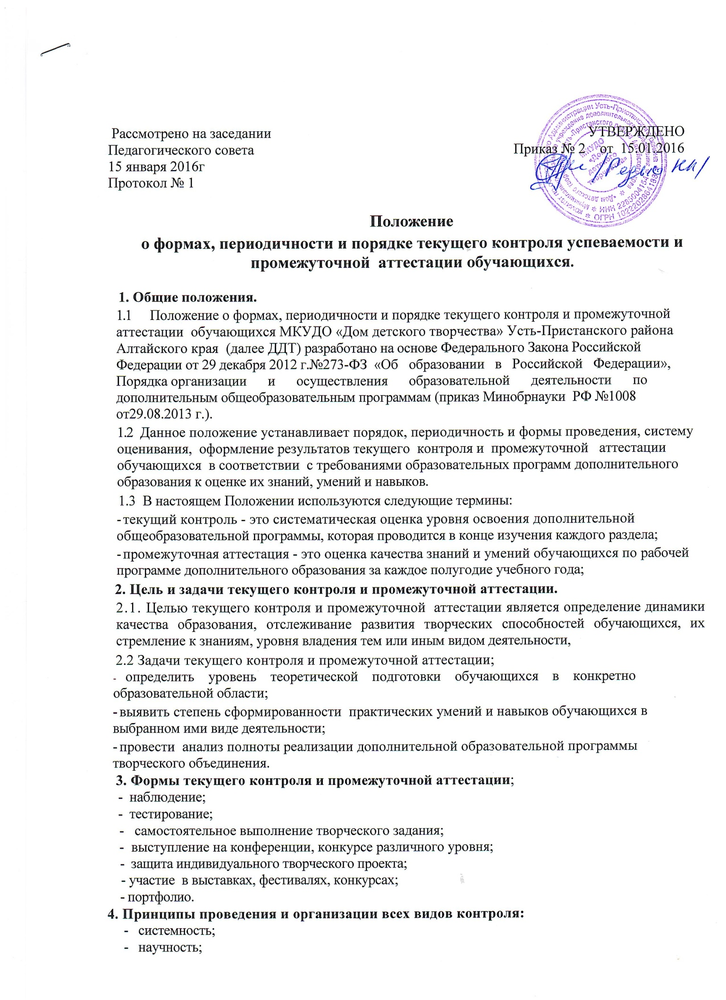 Рассмотрено на заседании
Педагогического совета
15 января 2016г
Протокол № 1
УТВЕРЖДЕНО
Приказ № 2 от 15.01.2016
МКУДО
«Дом
детского
творчества»
ИНН 2285004154
ОГРН
Положение
о формах, периодичности и порядке текущего контроля успеваемости и
промежуточной аттестации обучающихся.
1. Общие положения.
1.1 Положение о формах, периодичности и порядке текущего контроля и промежуточной
аттестации обучающихся МКУДО «Дом детского творчества» Усть-Пристанского района
Алтайского края (далее ДДТ) разработано на основе Федерального Закона Российской
Федерации от 29 декабря 2012 г.№273-ФЗ «Об образовании в Российской Федерации»,
Порядка организации и осуществления образовательной деятельности по
дополнительным общеобразовательным программам (приказ Минобрнауки РФ №1008
от29.08.2013 г.).
1.2 Данное положение устанавливает порядок, периодичность и формы проведения, систему
оценивания, оформление результатов текущего контроля и промежуточной аттестации
обучающихся в соответствии с требованиями образовательных программ дополнительного
образования к оценке их знаний, умений и навыков.
1.3 В настоящем Положении используются следующие термины:
- текущий контроль - это систематическая оценка уровня освоения дополнительной
общеобразовательной программы, которая проводится в конце изучения каждого раздела;
- промежуточная аттестация - это оценка качества знаний и умений обучающихся по рабочей
программе дополнительного образования за каждое полугодие учебного года;
2. Цель и задачи текущего контроля и промежуточной аттестации.
2.1. Целью текущего контроля и промежуточной аттестации является определение динамики
качества образования, отслеживание развития творческих способностей обучающихся, их
стремление к знаниям, уровня владения тем или иным видом деятельности,
2.2 Задачи текущего контроля и промежуточной аттестации;
- определить уровень теоретической подготовки обучающихся в конкретно
образовательной области;
- выявить степень сформированности практических умений и навыков обучающихся в
выбранном ими виде деятельности;
- провести анализ полноты реализации дополнительной образовательной программы
творческого объединения.
3. Формы текущего контроля и промежуточной аттестации;
- наблюдение;
- тестирование;
- самостоятельное выполнение творческого задания;
- выступление на конференции, конкурсе различного уровня;
- защита индивидуального творческого проекта;
- участие в выставках, фестивалях, конкурсах;
- портфолио.
4. Принципы проведения и организации всех видов контроля:
- системность;
- научность;